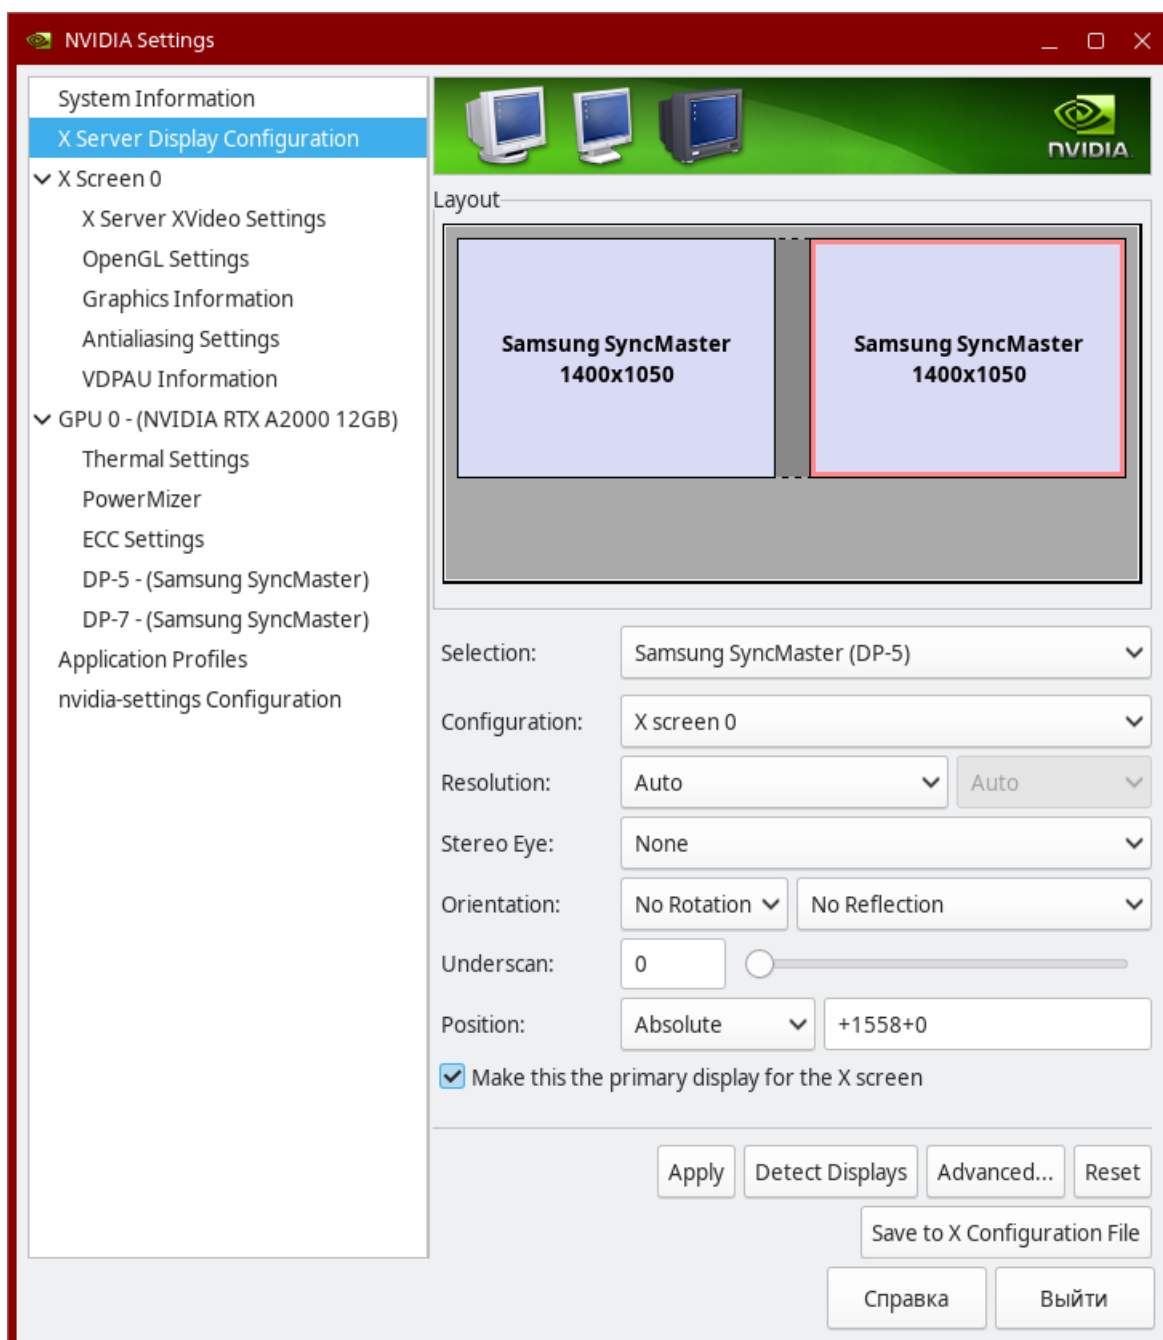 NVIDIA Settings
System Information
X Server Display Configuration
X Screen 0
X Server XVideo Settings
OpenGL Settings
Graphics Information
Antialiasing Settings
VDPAU Information
GPU 0 - (NVIDIA RTX A2000 12GB)
Thermal Settings
PowerMizer
ECC Settings
DP-5 - (Samsung SyncMaster)
DP-7 - (Samsung SyncMaster)
Application Profiles
nvidia-settings Configuration
NVIDIA.
Layout
Samsung SyncMaster
1400x1050
Samsung SyncMaster
1400x1050
Selection: Samsung SyncMaster (DP-5)
Configuration: X screen 0
Resolution: Auto Auto
Stereo Eye: None
Orientation: No Rotation No Reflection
Underscan: 0
Position: Absolute +1558+0
Make this the primary display for the X screen
Apply Detect Displays Advanced... Reset
Save to X Configuration File
Справка Выйти